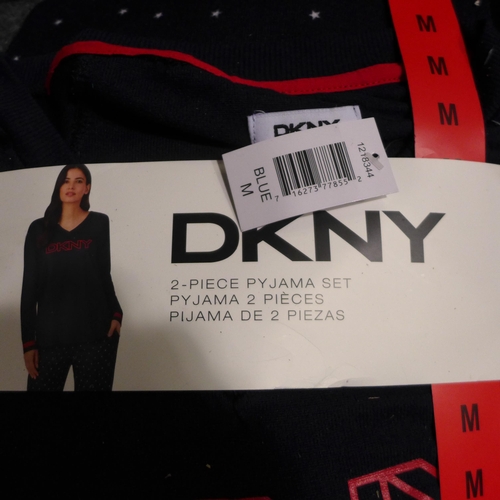 M
M
M
DKNY
BLUE
M
1218344
7 16273 77855 2
DKNY
DKNY
2-PIECE PYJAMA SET
PYJAMA 2 PIÈCES
PIJAMA DE 2 PIEZAS
M
M